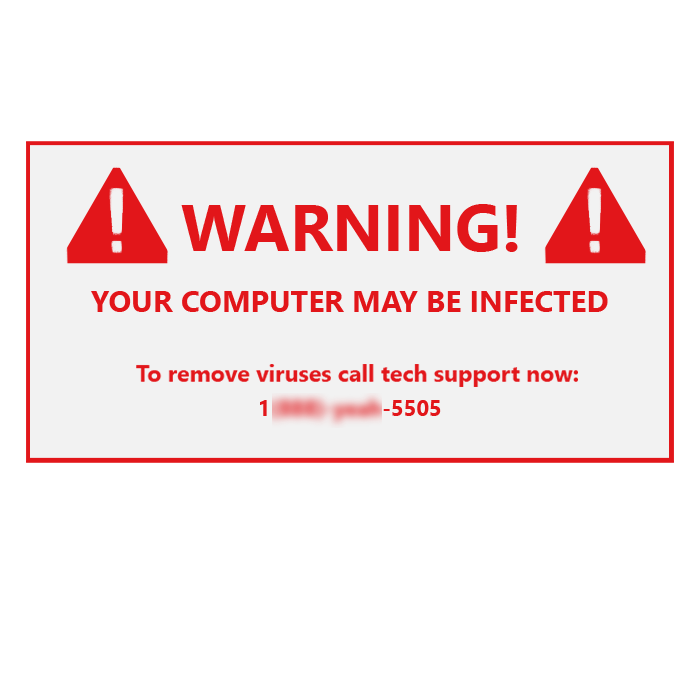 WARNING!
YOUR COMPUTER MAY BE INFECTED
To remove viruses call tech support now:
1 -5505